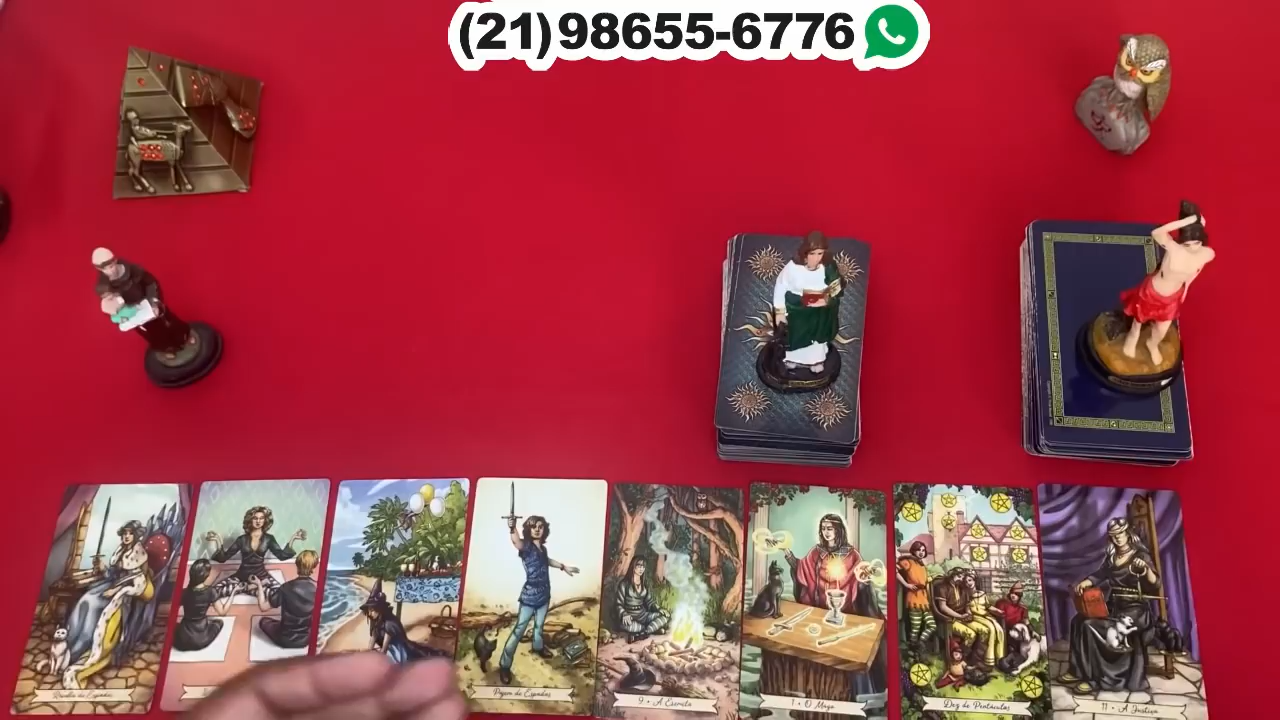 (21)98655-6776
Rainha de Espadas
Pajem de Espadas
9 • A Eremita
1 • O Mago
Dez de Pentáculos
11 • A Justiça